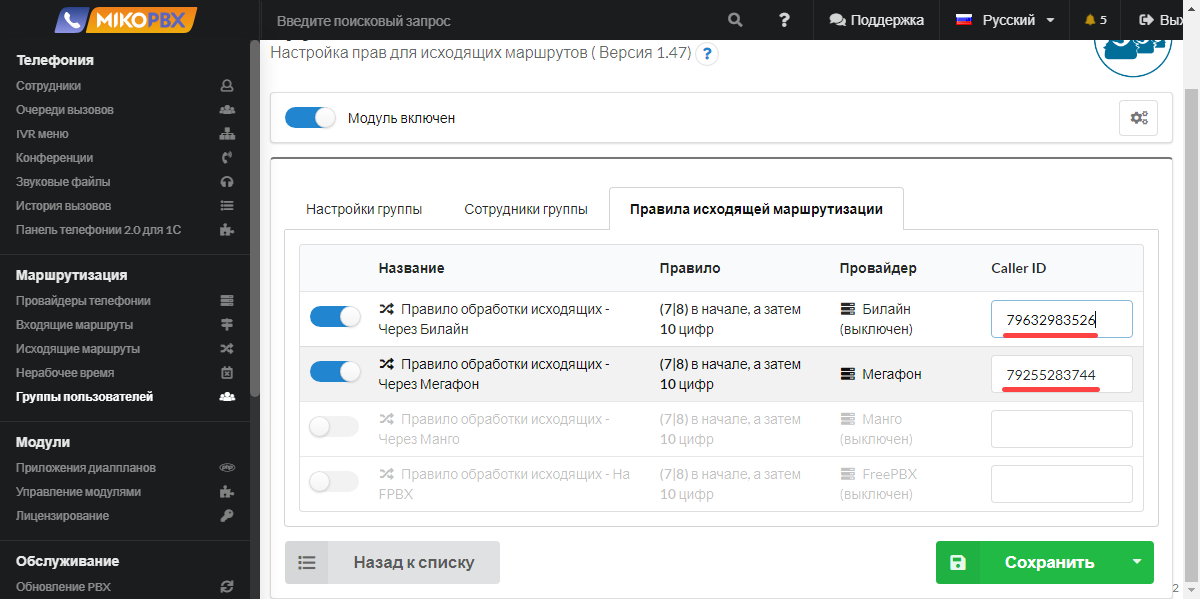 MIKOPBX
Введите поисковый запрос
?
Поддержка
Русский
5
Вых
Телефония
Сотрудники
Очереди вызовов
IVR меню
Конференции
Звуковые файлы
История вызовов
Панель телефонии 2.0 для 1С
Маршрутизация
Провайдеры телефонии
Входящие маршруты
Исходящие маршруты
Нерабочее время
Группы пользователей
Модули
Приложения диалпланов
Управление модулями
Лицензирование
Обслуживание
Обновление PBX
Настройка прав для исходящих маршрутов ( Версия 1.47) ?
Модуль включен
Настройки группы
Сотрудники группы
Правила исходящей маршрутизации
Название Правило Провайдер Caller ID
Правило обработки исходящих - (7|8) в начале, а затем Билайн 79632983526
Через Билайн 10 цифр (выключен)
Правило обработки исходящих - (7|8) в начале, а затем Мегафон 79255283744
Через Мегафон 10 цифр
Правило обработки исходящих - (7|8) в начале, а затем Манго
Через Манго 10 цифр (выключен)
Правило обработки исходящих - На (7|8) в начале, а затем FreePBX
FPBX 10 цифр (выключен)
Назад к списку
Сохранить
2